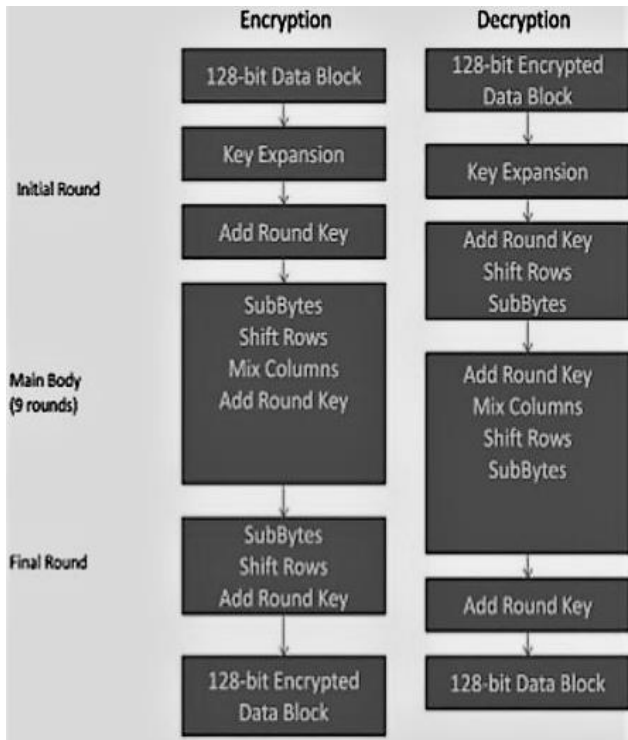 Encryption
Decryption
128-bit Data Block
128-bit Encrypted
Data Block
Key Expansion
Key Expansion
Initial Round
Add Round Key
Add Round Key
Shift Rows
SubBytes
SubBytes
Shift Rows
Mix Columns
Add Round Key
Main Body
(9 rounds)
Add Round Key
Mix Columns
Shift Rows
SubBytes
Final Round
SubBytes
Shift Rows
Add Round Key
Add Round Key
128-bit Encrypted
Data Block
128-bit Data Block